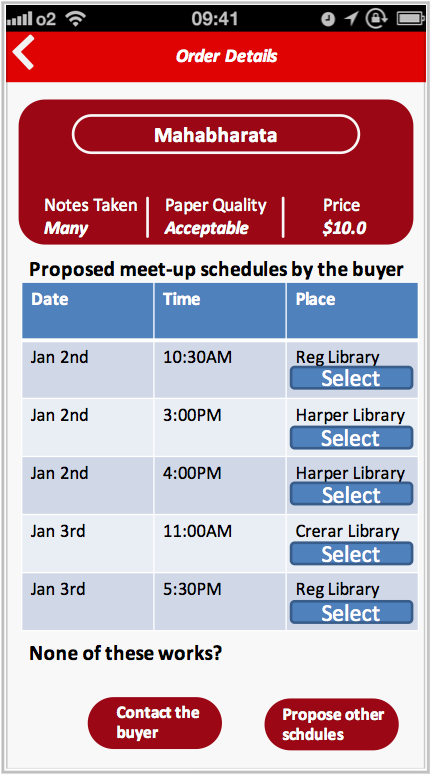 o2 09:41
Order Details
Mahabharata
Notes Taken Paper Quality Price
Many Acceptable $10.0
Proposed meet-up schedules by the buyer
Date Time Place
Jan 2nd 10:30AM Reg Library
Select
Jan 2nd 3:00PM Harper Library
Select
Jan 2nd 4:00PM Harper Library
Select
Jan 3rd 11:00AM Crerar Library
Select
Jan 3rd 5:30PM Reg Library
Select
None of these works?
Contact the
buyer
Propose other
schdules